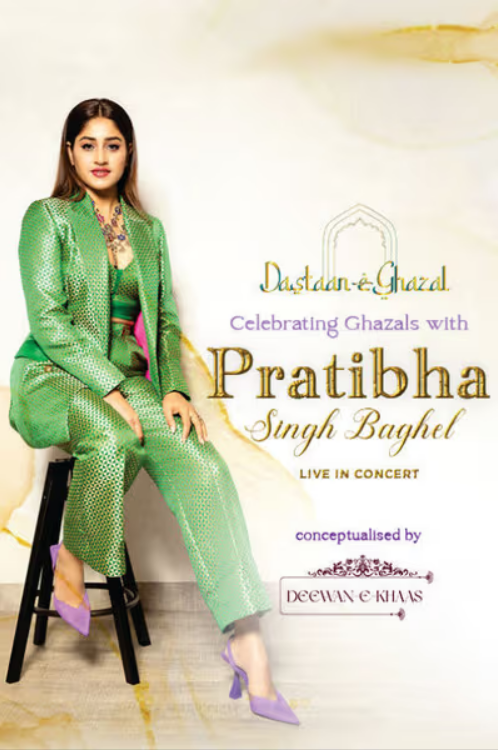 Dastaan-e-Ghazal
Celebrating Ghazals with
Pratibha
Singh Baghel
LIVE IN CONCERT
conceptualised by
DEEWAN-E-KHAAS